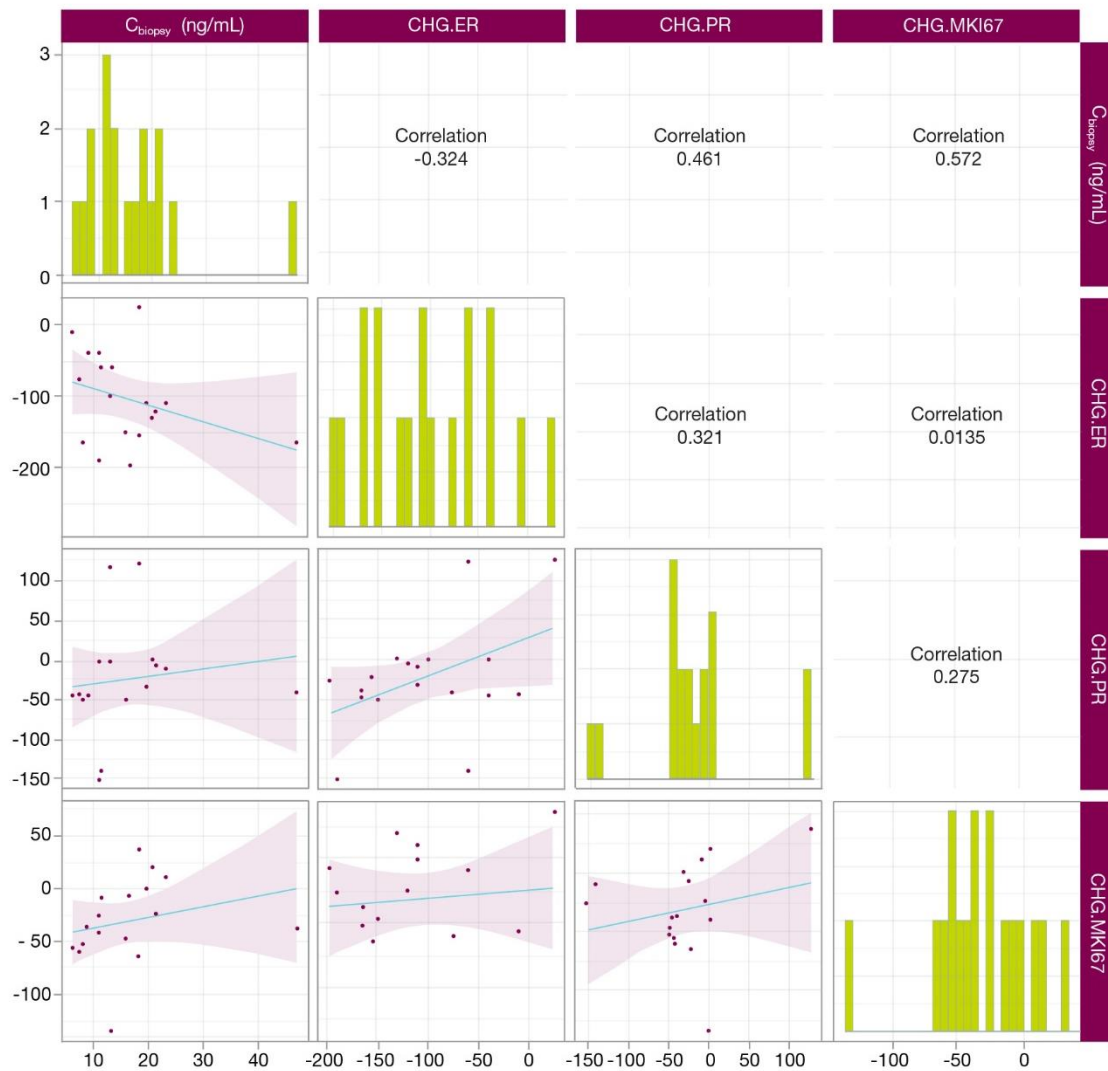 C biopsy (ng/mL) CHG.ER CHG.PR CHG.MKI67
3
2
1
0
Correlation
-0.324
Correlation
0.461
Correlation
0.572
C biopsy (ng/mL)
0
-100
-200
Correlation
0.321
Correlation
0.0135
CHG.ER
100
50
0
-50
-100
-150
Correlation
0.275
CHG.PR
50
0
-50
-100
CHG.MKI67
10 20 30 40 -200 -150 -100 -50 0 -150 -100 -50 0 50 100 -100 -50 0